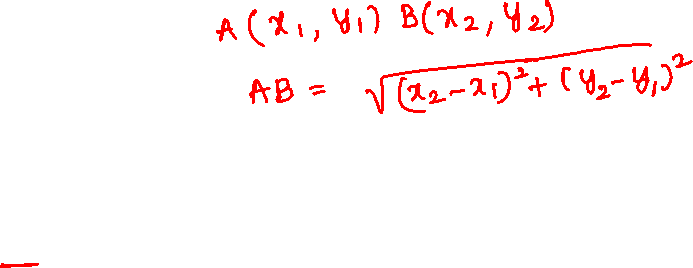 A(x₁, y₁) B(x₂, y₂)
AB = √((x₂-x₁)²+(y₂-y₁)²)